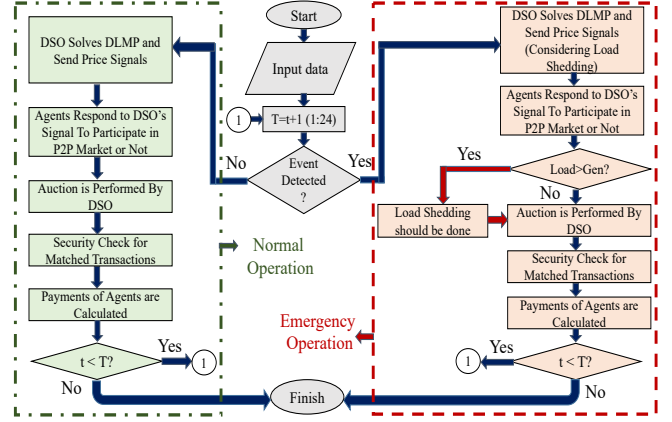 Start
Input data
1
T=t+1 (1:24)
Event
Detected
?
No
Yes
DSO Solves DLMP and
Send Price Signals
Agents Respond to DSO's
Signal To Participate in
P2P Market or Not
Auction is Performed By
DSO
Security Check for
Matched Transactions
Payments of Agents are
Calculated
t < T?
Yes
1
No
Normal
Operation
DSO Solves DLMP and
Send Price Signals
(Considering Load
Shedding)
Agents Respond to DSO's
Signal To Participate in
P2P Market or Not
Load>Gen?
Yes
No
Load Shedding
should be done
Auction is Performed By
DSO
Security Check for
Matched Transactions
Payments of Agents are
Calculated
t < T?
Yes
1
No
Emergency
Operation
Finish